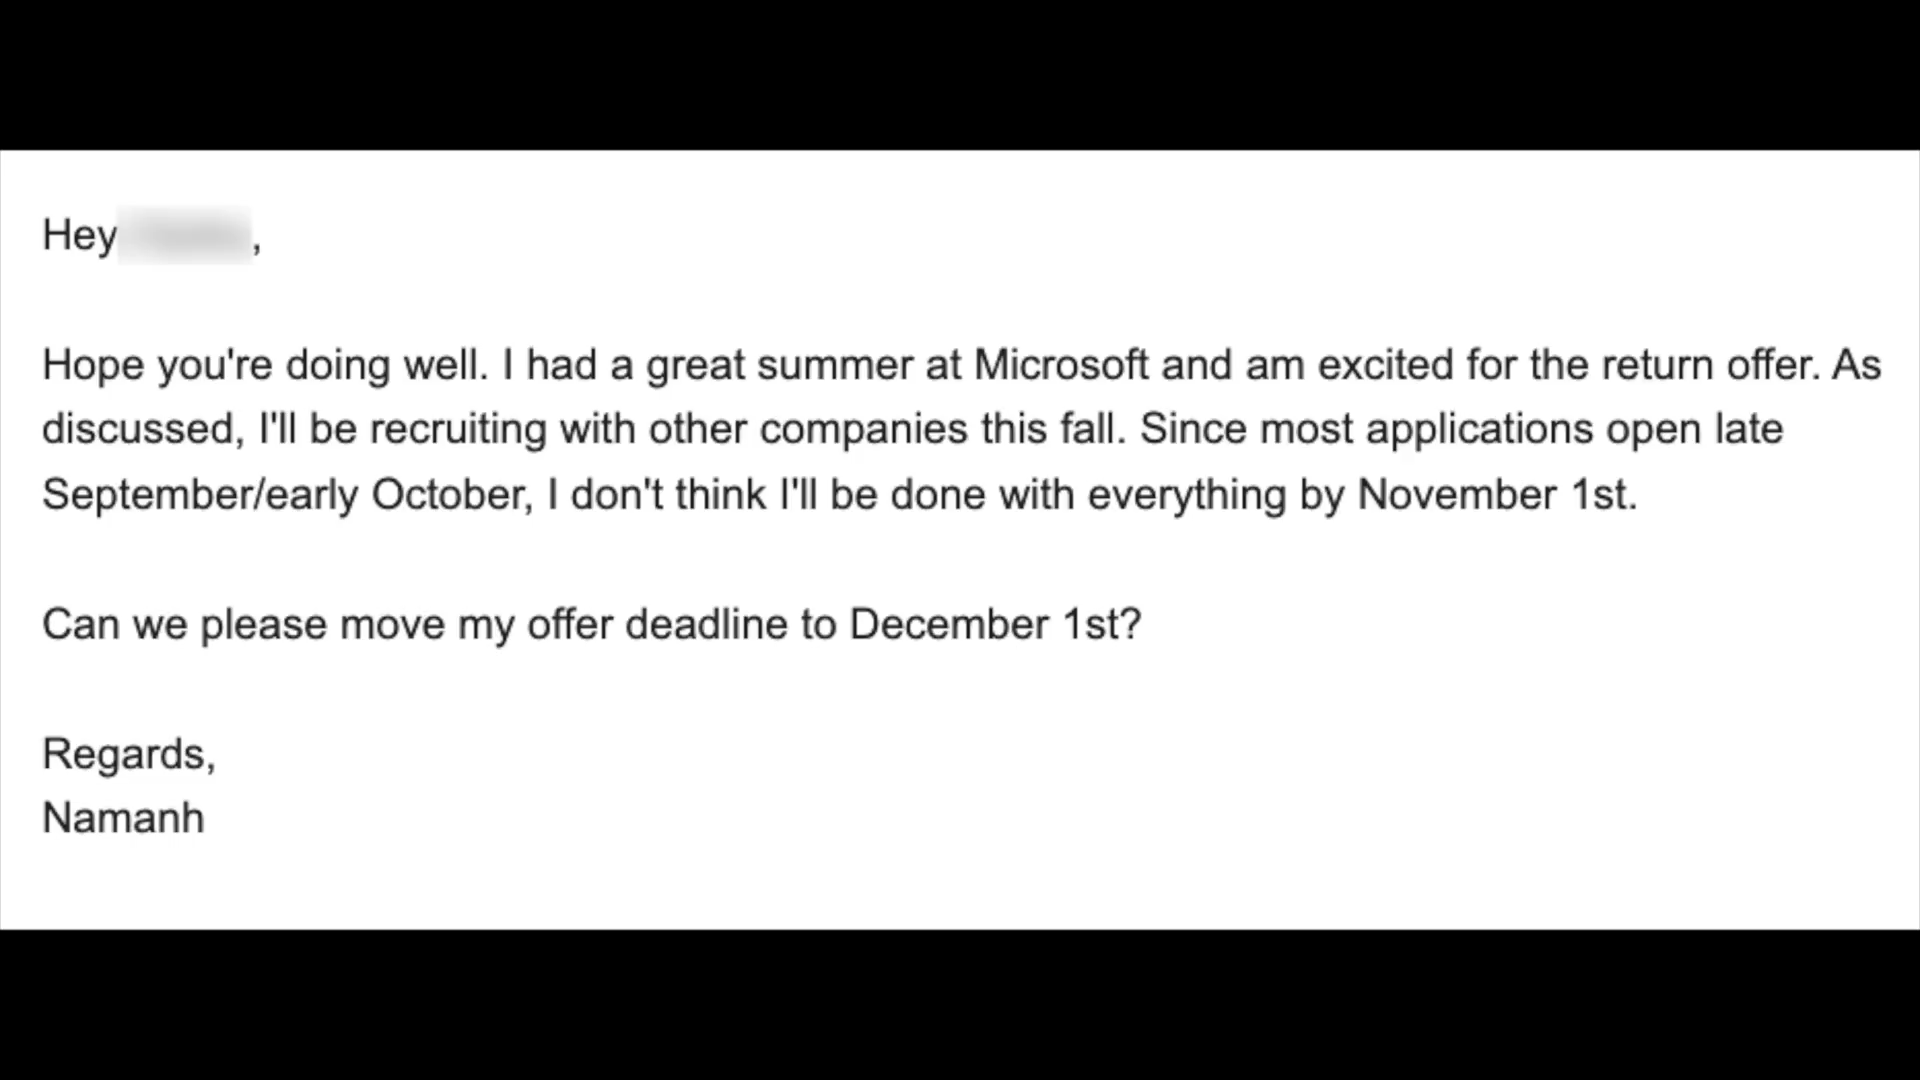 Hey ,
Hope you're doing well. I had a great summer at Microsoft and am excited for the return offer. As
discussed, I'll be recruiting with other companies this fall. Since most applications open late
September/early October, I don't think I'll be done with everything by November 1st.
Can we please move my offer deadline to December 1st?
Regards,
Namanh